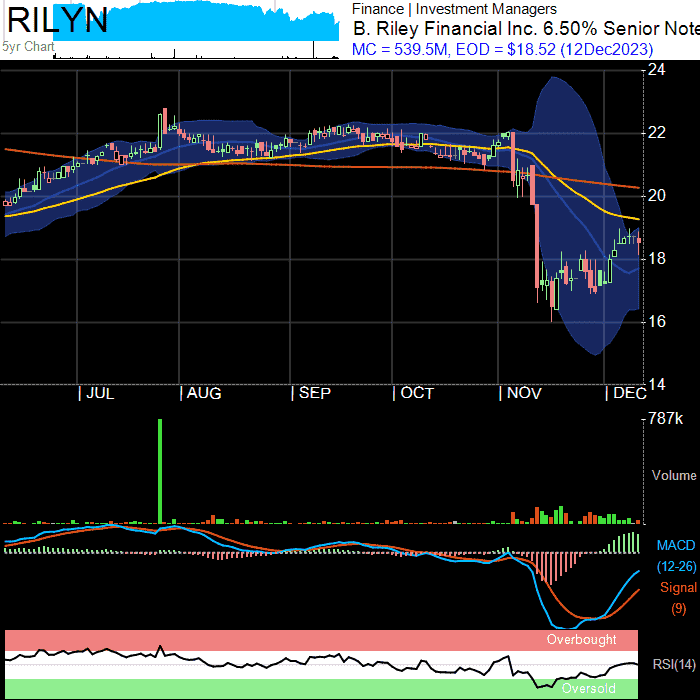 RILYN
5yr Chart
Finance | Investment Managers
B. Riley Financial Inc. 6.50% Senior Note
MC = 539.5M, EOD = $18.52 (12Dec2023)
24
22
20
18
16
14
| JUL | AUG | SEP | OCT | NOV | DEC
787k
Volume
MACD
(12-26)
Signal
(9)
Overbought
RSI(14)
Oversold